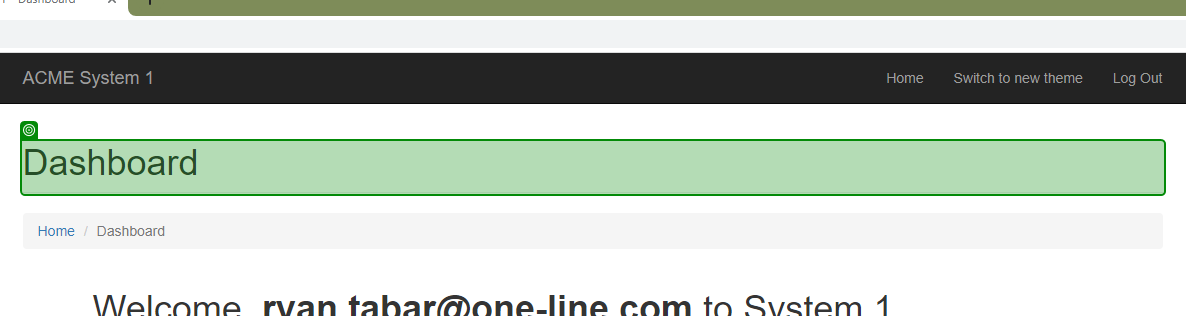 Dashboard
ACME System 1 Home Switch to new theme Log Out
Dashboard
Home / Dashboard
Welcome ryan.tabar@one-line.com to System 1